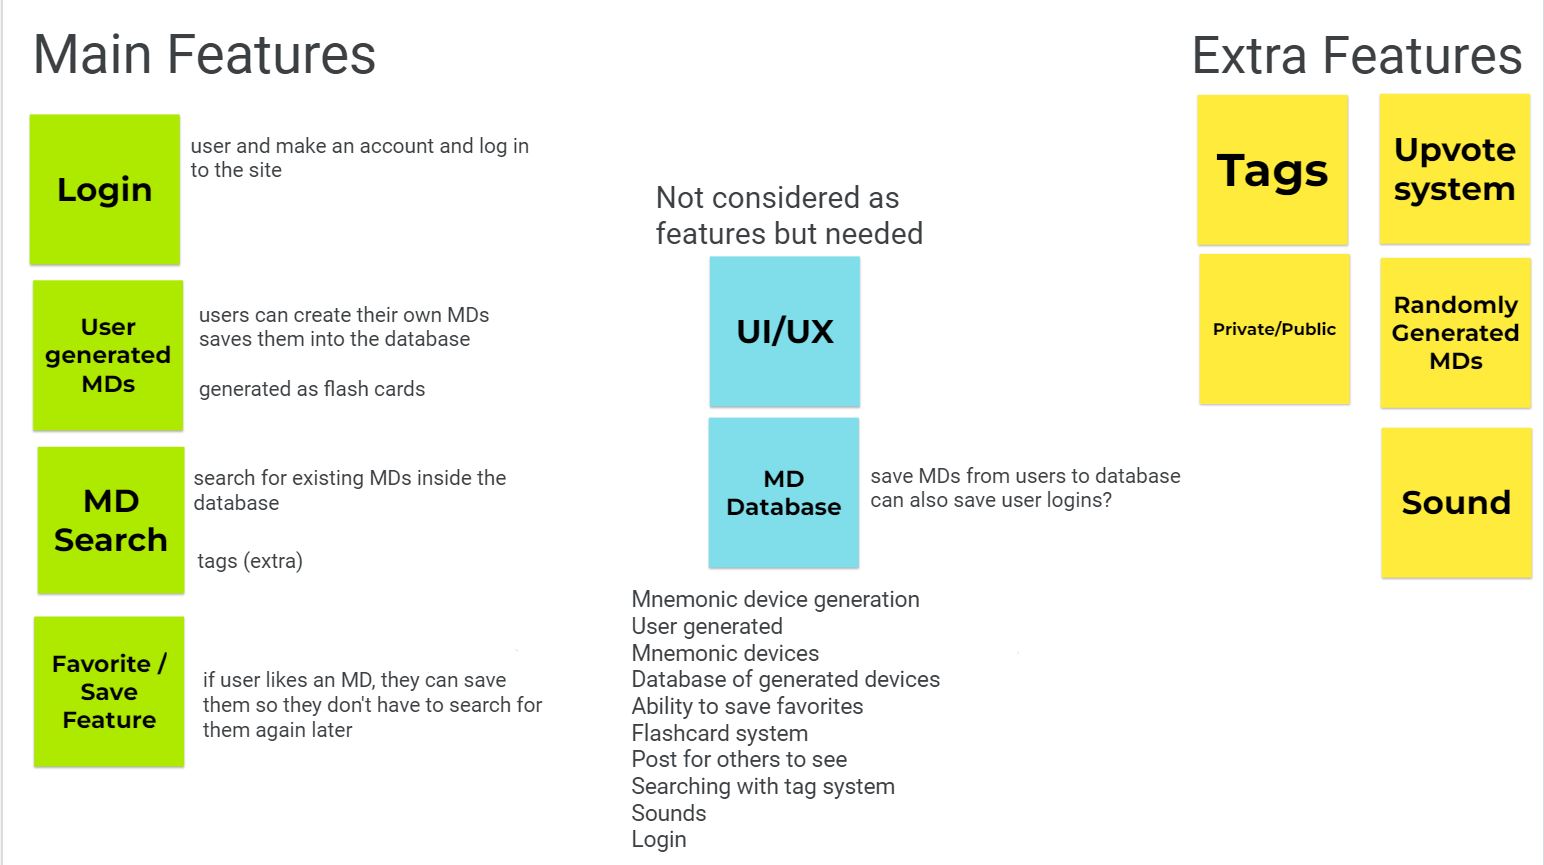 Main Features
Login
user and make an account and log in
to the site
User
generated
MDs
users can create their own MDs
saves them into the database
generated as flash cards
MD
Search
search for existing MDs inside the
database
tags (extra)
Favorite /
Save
Feature
if user likes an MD, they can save
them so they don't have to search for
them again later
Not considered as
features but needed
UI/UX
MD
Database
save MDs from users to database
can also save user logins?
Mnemonic device generation
User generated
Mnemonic devices
Database of generated devices
Ability to save favorites
Flashcard system
Post for others to see
Searching with tag system
Sounds
Login
Extra Features
Tags
Upvote
system
Private/Public
Randomly
Generated
MDs
Sound